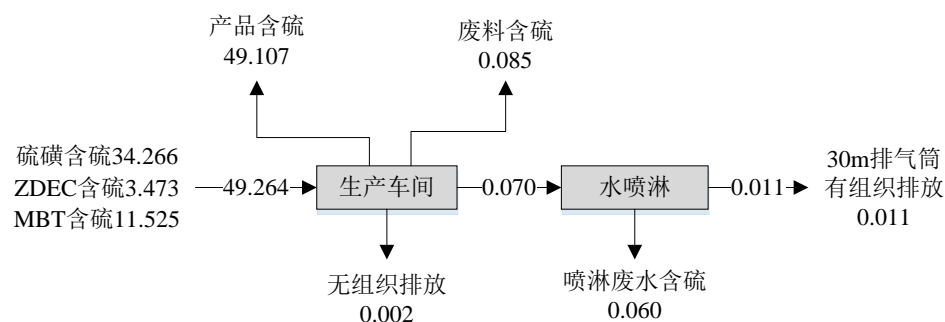 产品含硫
49.107
废料含硫
0.085
硫磺含硫34.266
ZDEC含硫3.473
MBT含硫11.525
49.264
生产车间
0.070
水喷淋
0.011
30m排气筒
有组织排放
0.011
无组织排放
0.002
喷淋废水含硫
0.060